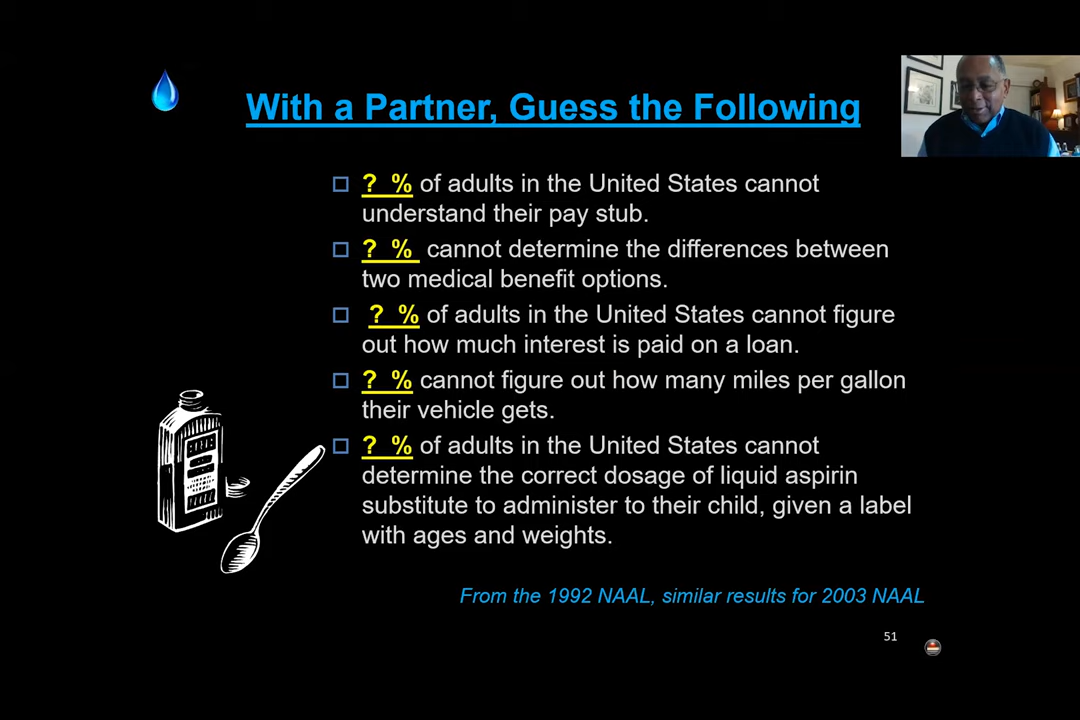 With a Partner, Guess the Following
? % of adults in the United States cannot
understand their pay stub.
? % cannot determine the differences between
two medical benefit options.
? % of adults in the United States cannot figure
out how much interest is paid on a loan.
? % cannot figure out how many miles per gallon
their vehicle gets.
? % of adults in the United States cannot
determine the correct dosage of liquid aspirin
substitute to administer to their child, given a label
with ages and weights.
From the 1992 NAAL, similar results for 2003 NAAL
51